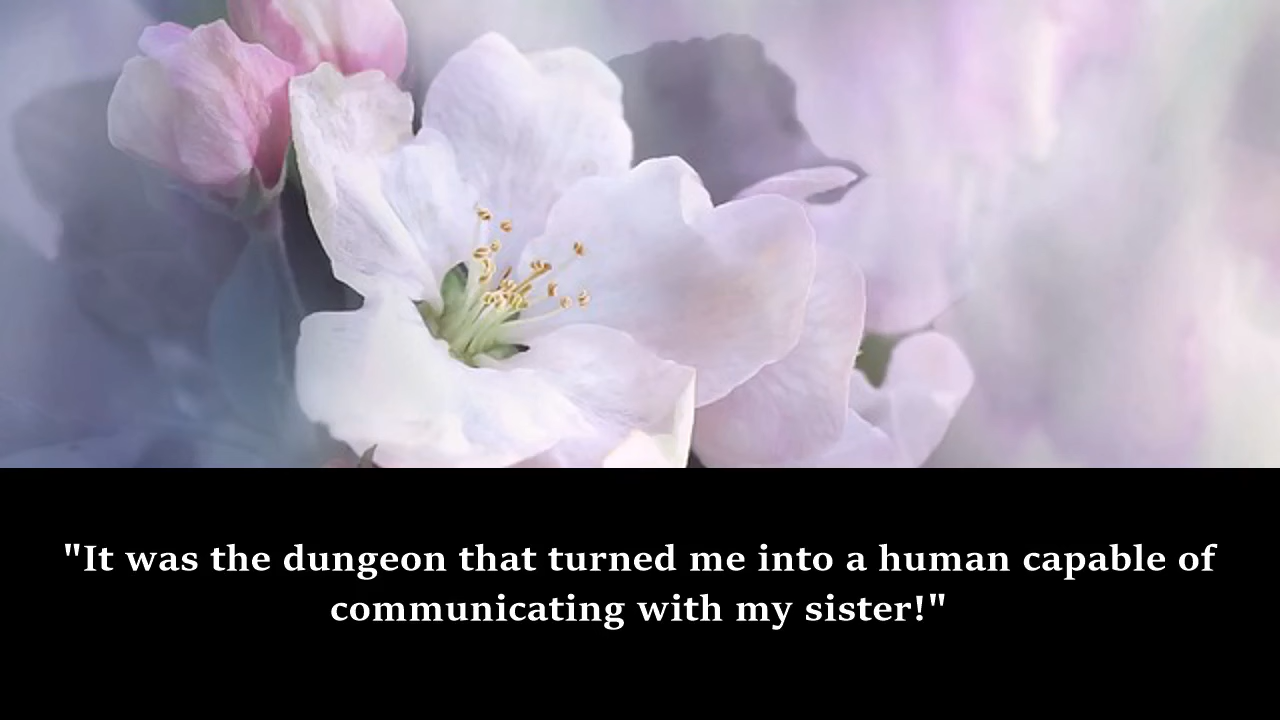 "It was the dungeon that turned me into a human capable of
communicating with my sister!"